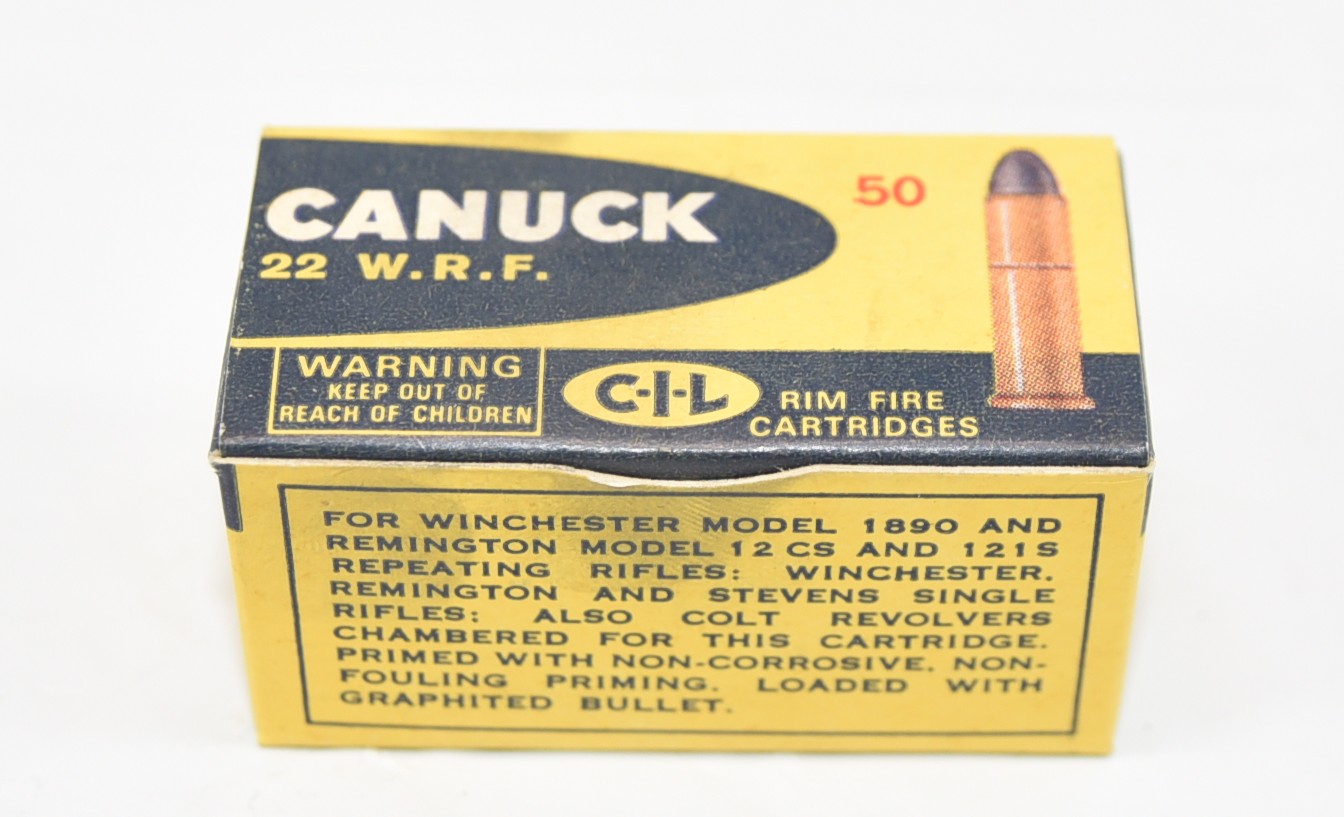 CANUCK
22 W.R.F.
50
WARNING
KEEP OUT OF
REACH OF CHILDREN
C-I-L
RIM FIRE
CARTRIDGES
FOR WINCHESTER MODEL 1890 AND
REMINGTON MODEL 12 CS AND 121S
REPEATING RIFLES: WINCHESTER.
REMINGTON AND STEVENS SINGLE
RIFLES: ALSO COLT REVOLVERS
CHAMBERED FOR THIS CARTRIDGE.
PRIMED WITH NON-CORROSIVE. NON-
FOULING PRIMING. LOADED WITH
GRAPHITED BULLET.